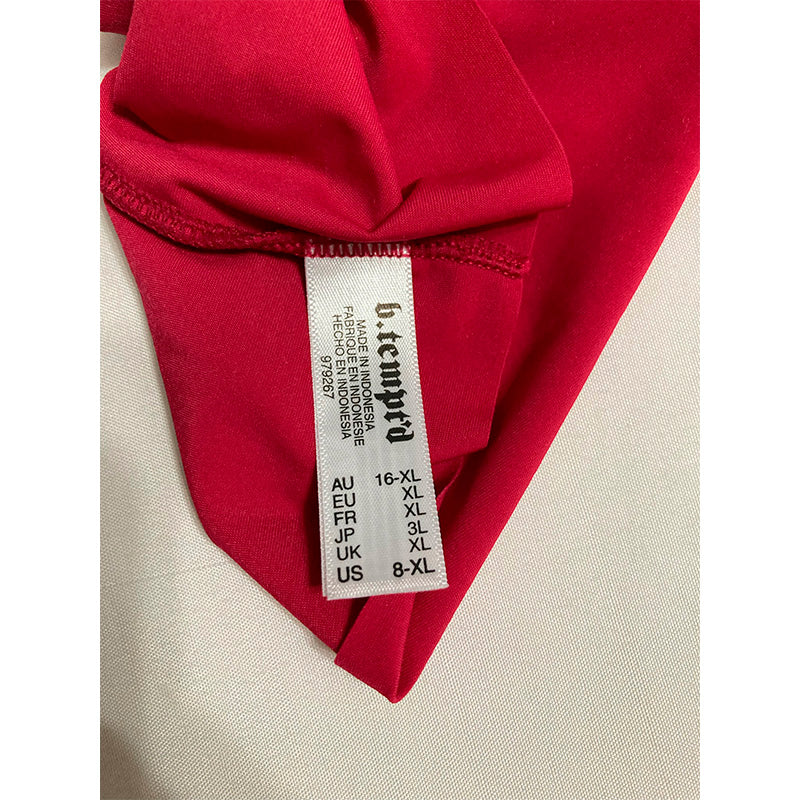 b.tempt'd
MADE IN INDONESIA
FABRIQUE EN INDONESIE
HECHO EN INDONESIA
979267
AU 16-XL
EU XL
FR XL
JP 3L
UK XL
US 8-XL